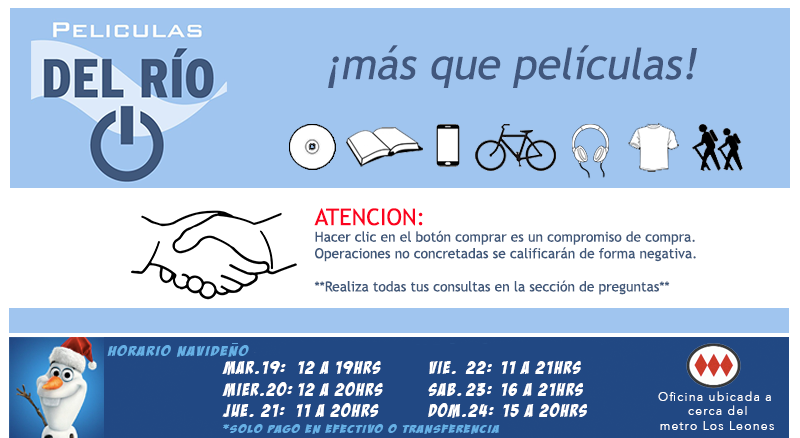 PELICULAS
DEL RÍO
¡más que películas!
ATENCION:
Hacer clic en el botón comprar es un compromiso de compra.
Operaciones no concretadas se calificarán de forma negativa.
**Realiza todas tus consultas en la sección de preguntas**
HORARIO NAVIDEÑO
MAR.19: 12 A 19HRS
MIER.20: 12 A 20HRS
JUE. 21: 11 A 20HRS
VIE. 22: 11 A 21HRS
SAB. 23: 16 A 21HRS
DOM.24: 15 A 20HRS
*SOLO PAGO EN EFECTIVO O TRANSFERENCIA
Oficina ubicada a
cerca del
metro Los Leones